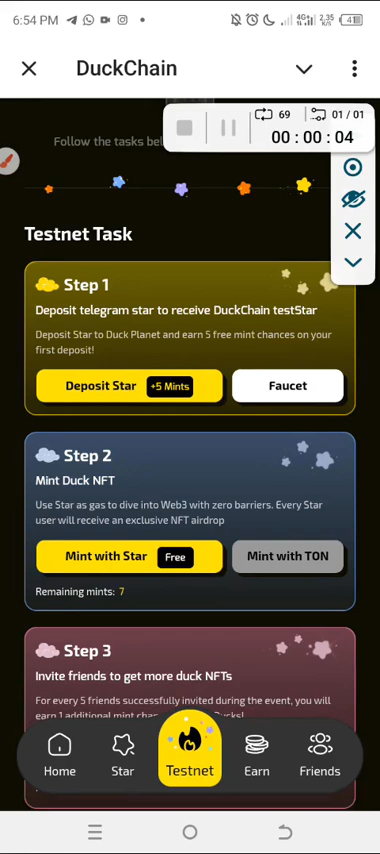 6:54 PM
4G
2.35
K/s
41
DuckChain
69
01 / 01
00 : 00 : 04
Follow the tasks bel
Testnet Task
Step 1
Deposit telegram star to receive DuckChain testStar
Deposit Star to Duck Planet and earn 5 free mint chances on your
first deposit!
Deposit Star
+5 Mints
Faucet
Step 2
Mint Duck NFT
Use Star as gas to dive into Web3 with zero barriers. Every Star
user will receive an exclusive NFT airdrop
Mint with Star
Free
Mint with TON
Remaining mints: 7
Step 3
Invite friends to get more duck NFTs
For every 5 friends successfully invited during the event, you will
earn 1 additional mint chan Ducks!
Home
Star
Testnet
Earn
Friends